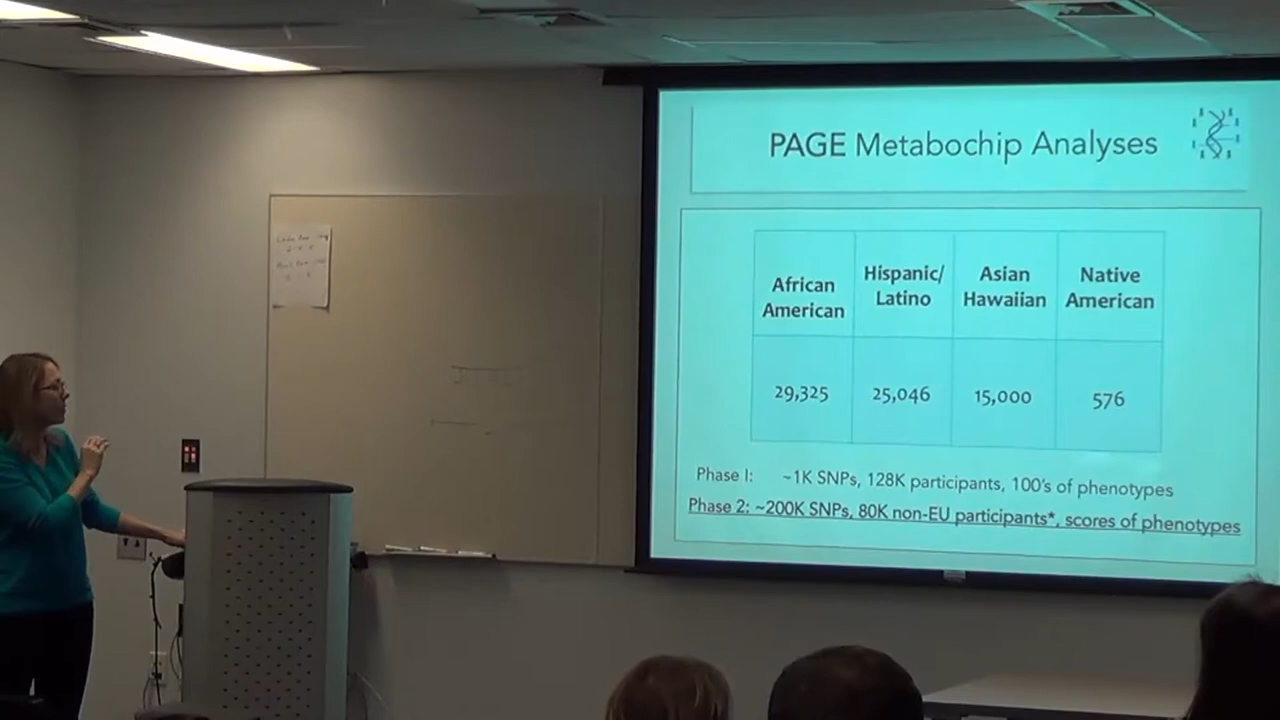 PAGE Metabochip Analyses
African American
Hispanic/ Latino
Asian Hawaiian
Native American
29,325
25,046
15,000
576
Phase I: ~1K SNPs, 128K participants, 100's of phenotypes
Phase 2: ~200K SNPs, 80K non-EU participants*, scores of phenotypes